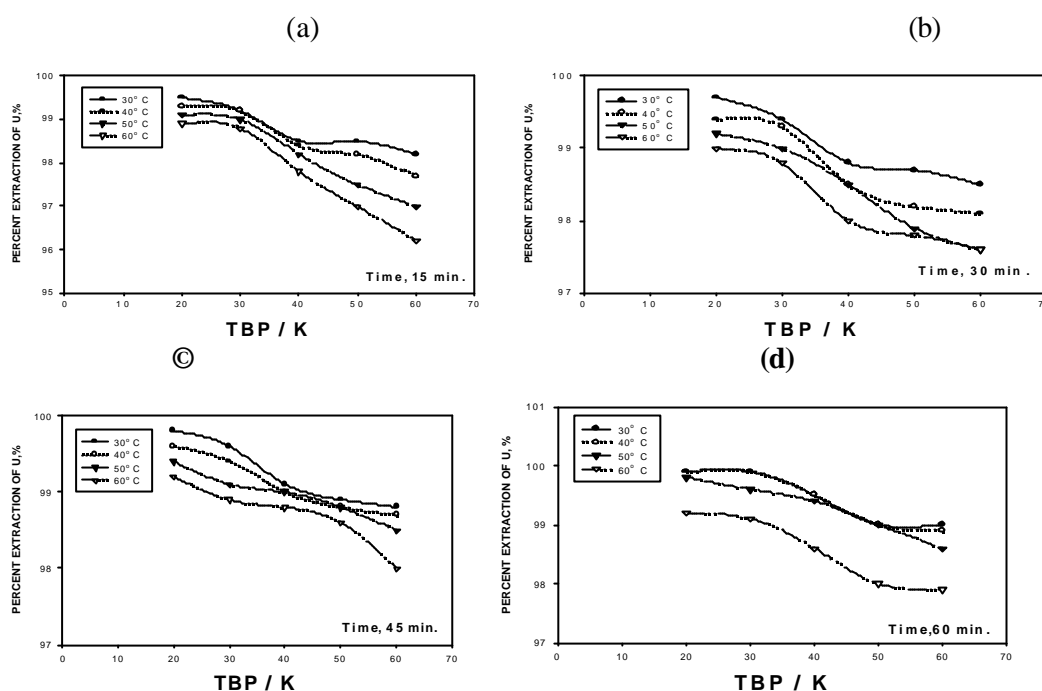 (a)
100
99
98
97
96
95
PERCENT EXTRACTION OF U,%
30° C
40° C
50° C
60° C
Time, 15 min.
0 10 20 30 40 50 60 70
TBP / K
(b)
100
99
98
97
PERCENT EXTRACTION OF U,%
30° C
40° C
50° C
60° C
Time, 30 min.
0 10 20 30 40 50 60 70
TBP / K
©
100
99
98
97
PERCENT EXTRACTION OF U,%
30° C
40° C
50° C
60° C
Time, 45 min.
0 10 20 30 40 50 60 70
TBP / K
(d)
101
100
99
98
97
PERCENT EXTRACTION OF U,%
30° C
40° C
50° C
60° C
Time,60 min.
0 10 20 30 40 50 60 70
TBP / K